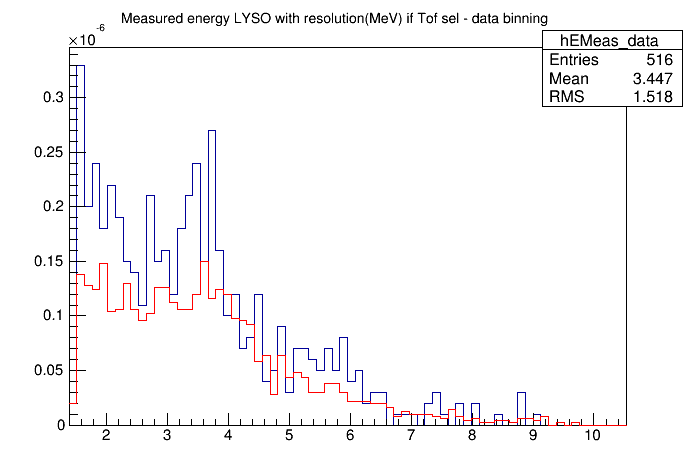 Measured energy LYSO with resolution(MeV) if Tof sel - data binning
×10^-6
hEMeas_data
Entries 516
Mean 3.447
RMS 1.518
0.3
0.25
0.2
0.15
0.1
0.05
0
2 3 4 5 6 7 8 9 10